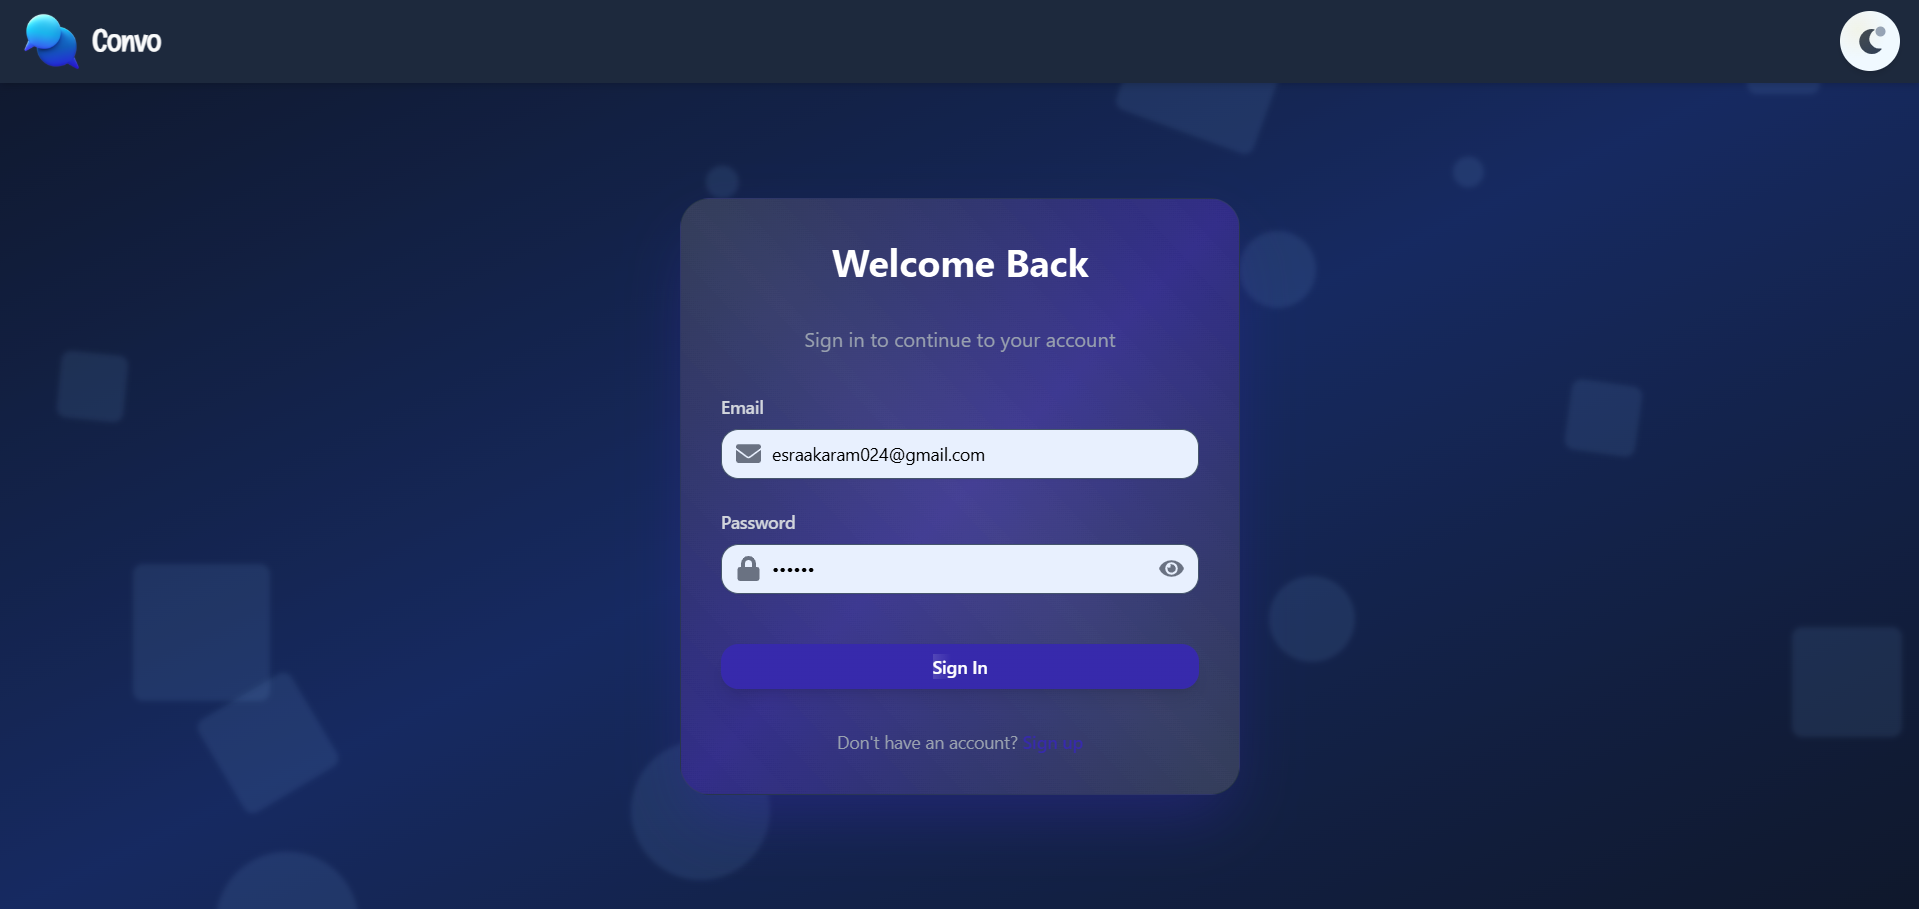 Convo
Welcome Back
Sign in to continue to your account
Email
esraakaram024@gmail.com
Password
••••••
Sign In
Don't have an account? Sign up